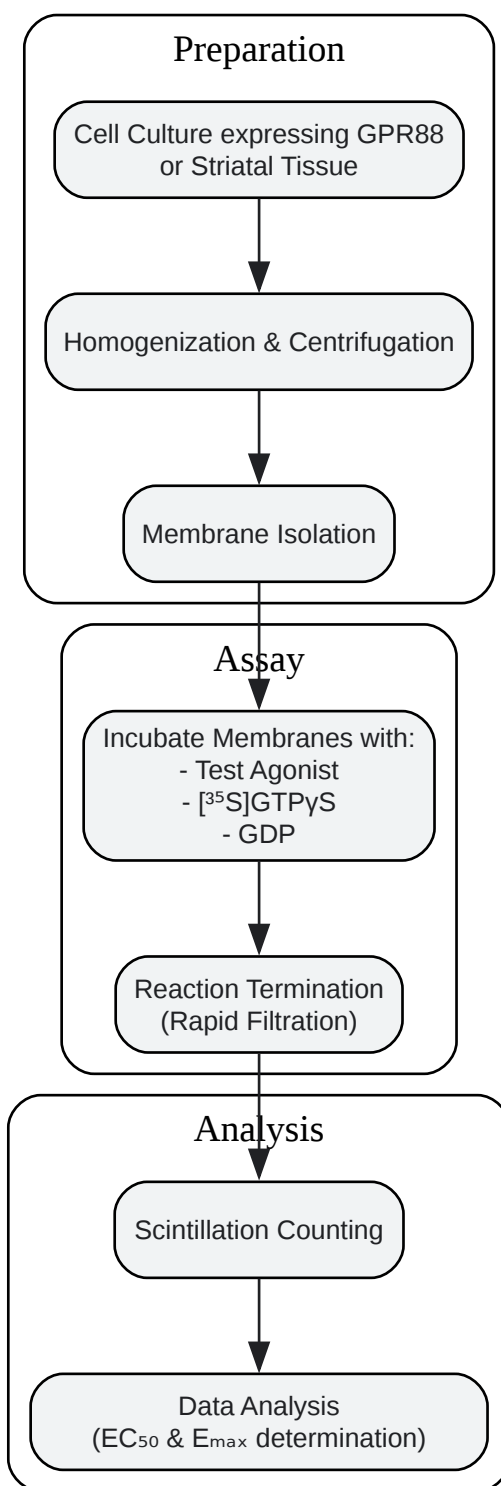 Preparation
Cell Culture expressing GPR88
or Striatal Tissue
Homogenization & Centrifugation
Membrane Isolation
Assay
Incubate Membranes with:
- Test Agonist
- [³⁵S]GTPγS
- GDP
Reaction Termination
(Rapid Filtration)
Analysis
Scintillation Counting
Data Analysis
(EC₅₀ & Eₘₐₓ determination)